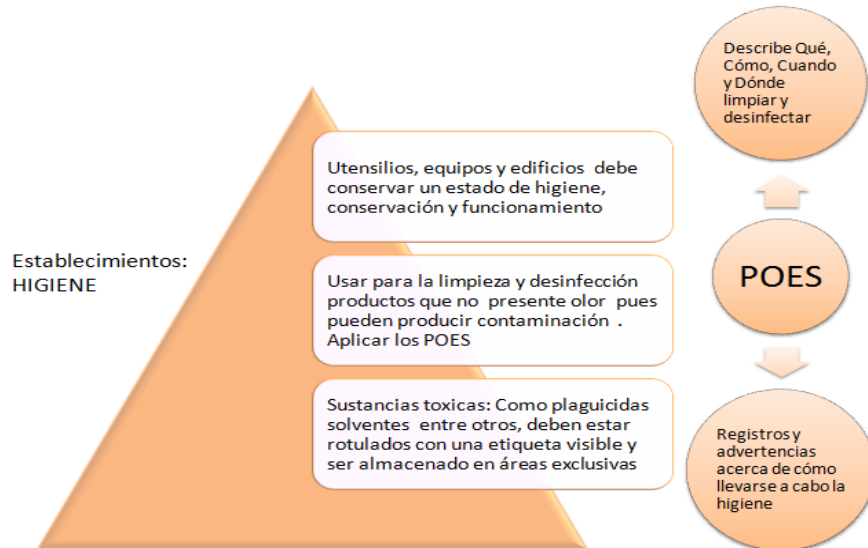 Establecimientos:
HIGIENE
Utensilios, equipos y edificios debe
conservar un estado de higiene,
conservación y funcionamiento
Usar para la limpieza y desinfección
productos que no presente olor pues
pueden producir contaminación .
Aplicar los POES
Sustancias toxicas: Como plaguicidas
solventes entre otros, deben estar
rotulados con una etiqueta visible y
ser almacenado en áreas exclusivas
Describe Qué,
Cómo, Cuando
y Dónde
limpiar y
desinfectar
POES
Registros y
advertencias
acerca de cómo
llevarse a cabo la
higiene